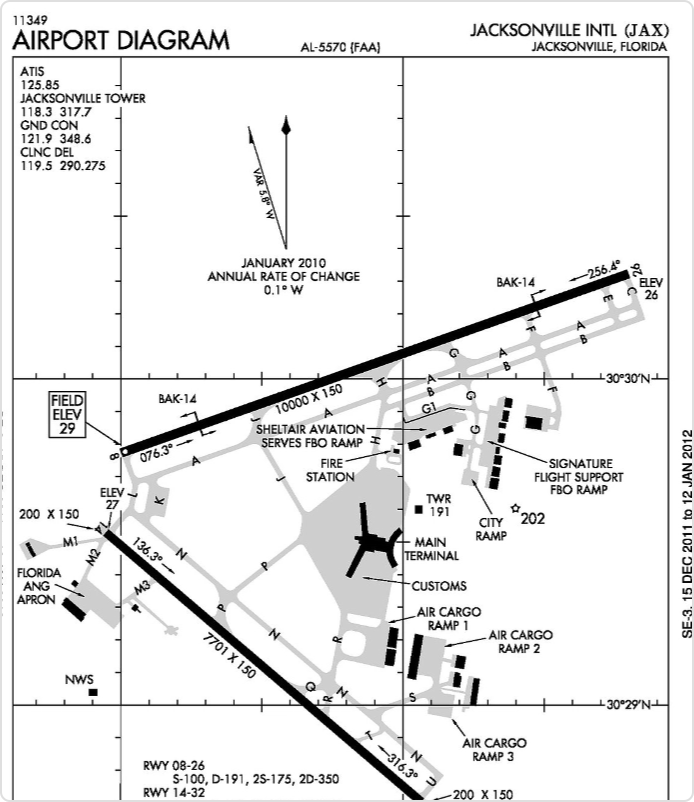 11349
AIRPORT DIAGRAM
AL-5570 (FAA)
JACKSONVILLE INTL (JAX)
JACKSONVILLE, FLORIDA
ATIS
125.85
JACKSONVILLE TOWER
118.3 317.7
GND CON
121.9 348.6
CLNC DEL
119.5 290.275
VAR 5.8° W
JANUARY 2010
ANNUAL RATE OF CHANGE
0.1° W
BAK-14
256.4°
26
ELEV
26
C
E
F
A
B
G
A
B
30°30'N
H
A
B
F
G
10000 X 150
G1
BAK-14
FIELD
ELEV
29
J
A
H
G
SHELTAIR AVIATION
SERVES FBO RAMP
8
076.3°
A
FIRE
STATION
SIGNATURE
FLIGHT SUPPORT
FBO RAMP
J
J
K
ELEV
27
TWR
191
CITY
RAMP
202
200 X 150
14
M1
M2
136.3°
N
MAIN
TERMINAL
P
FLORIDA
ANG
APRON
M3
CUSTOMS
P
AIR CARGO
RAMP 1
N
R
AIR CARGO
RAMP 2
7701 X 150
NWS
Q
R
N
S
30°29'N
T
N
U
316.3°
AIR CARGO
RAMP 3
RWY 08-26
S-100, D-191, 2S-175, 2D-350
RWY 14-32
200 X 150
SE-3, 15 DEC 2011 to 12 JAN 2012